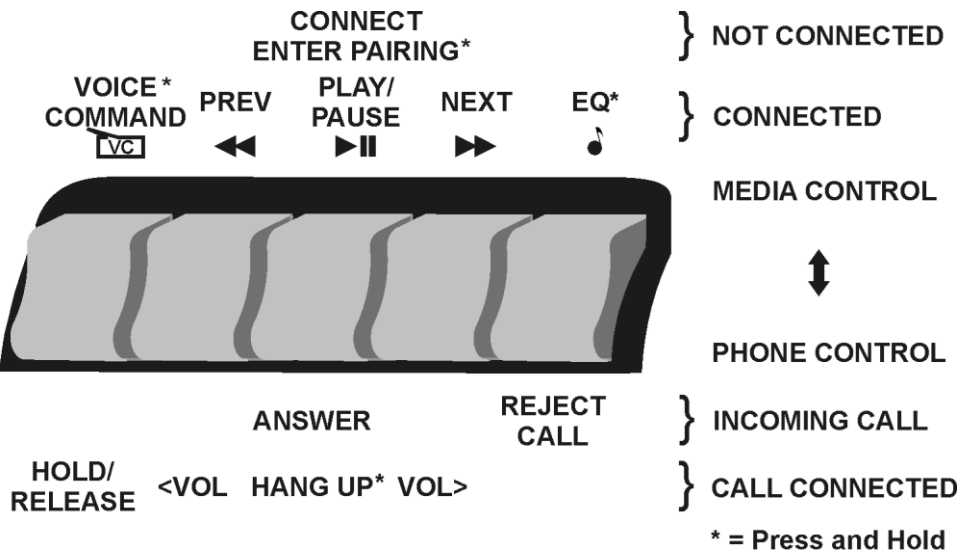 CONNECT
ENTER PAIRING*
NOT CONNECTED
VOICE*
COMMAND
PREV
PLAY/
PAUSE
NEXT
EQ*
CONNECTED
VC
MEDIA CONTROL
PHONE CONTROL
ANSWER
REJECT
CALL
INCOMING CALL
HOLD/
RELEASE
<VOL
HANG UP*
VOL>
CALL CONNECTED
* = Press and Hold